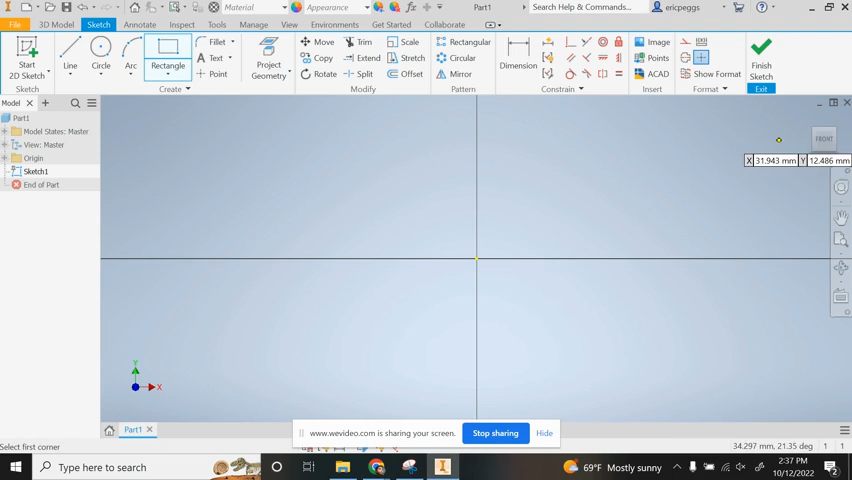 Material
Appearance
Part1
Search Help & Commands...
ericpeggs
File 3D Model Sketch Annotate Inspect Tools Manage View Environments Get Started Collaborate
Start 2D Sketch
Line
Circle
Arc
Rectangle
Fillet
Text
Point
Project Geometry
Move
Copy
Rotate
Trim
Extend
Split
Scale
Stretch
Offset
Rectangular
Circular
Mirror
Dimension
Image
Points
ACAD
Show Format
Finish Sketch
Sketch Create Modify Pattern Constrain Insert Format Exit
Model
Part1
Model States: Master
View: Master
Origin
Sketch1
End of Part
FRONT
X 31.943 mm Y 12.486 mm
Y
X
Part1
www.wevideo.com is sharing your screen. Stop sharing Hide
Select first corner
34.297 mm, 21.35 deg 1 1
Type here to search
69°F Mostly sunny
2:37 PM
10/12/2022
2